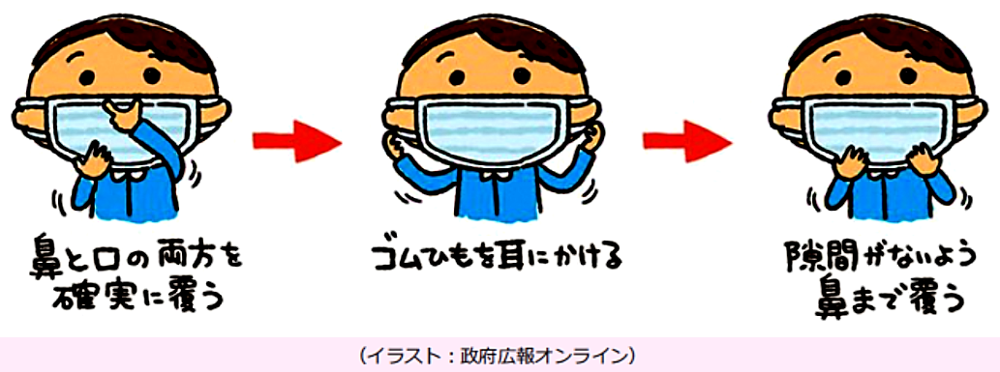 鼻と口の両方を
確実に覆う
ゴムひもを耳にかける
隙間がないよう
鼻まで覆う
（イラスト：政府広報オンライン）